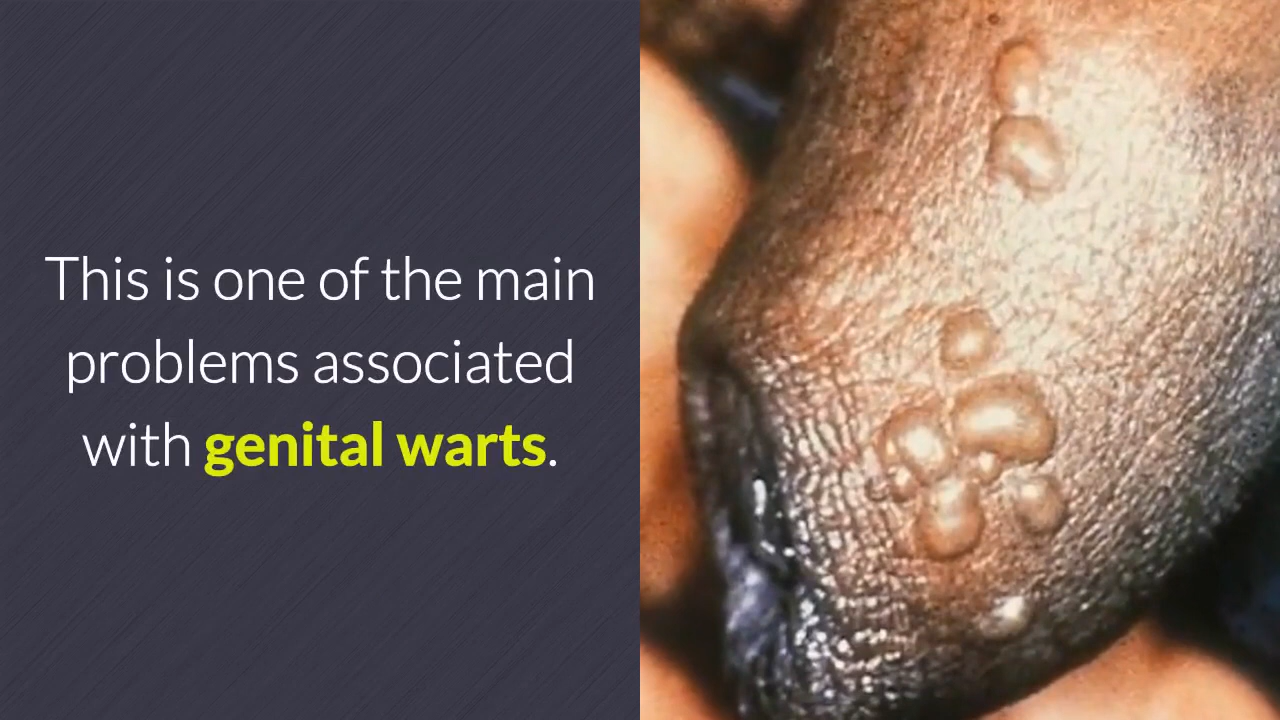 This is one of the main
problems associated
with genital warts.